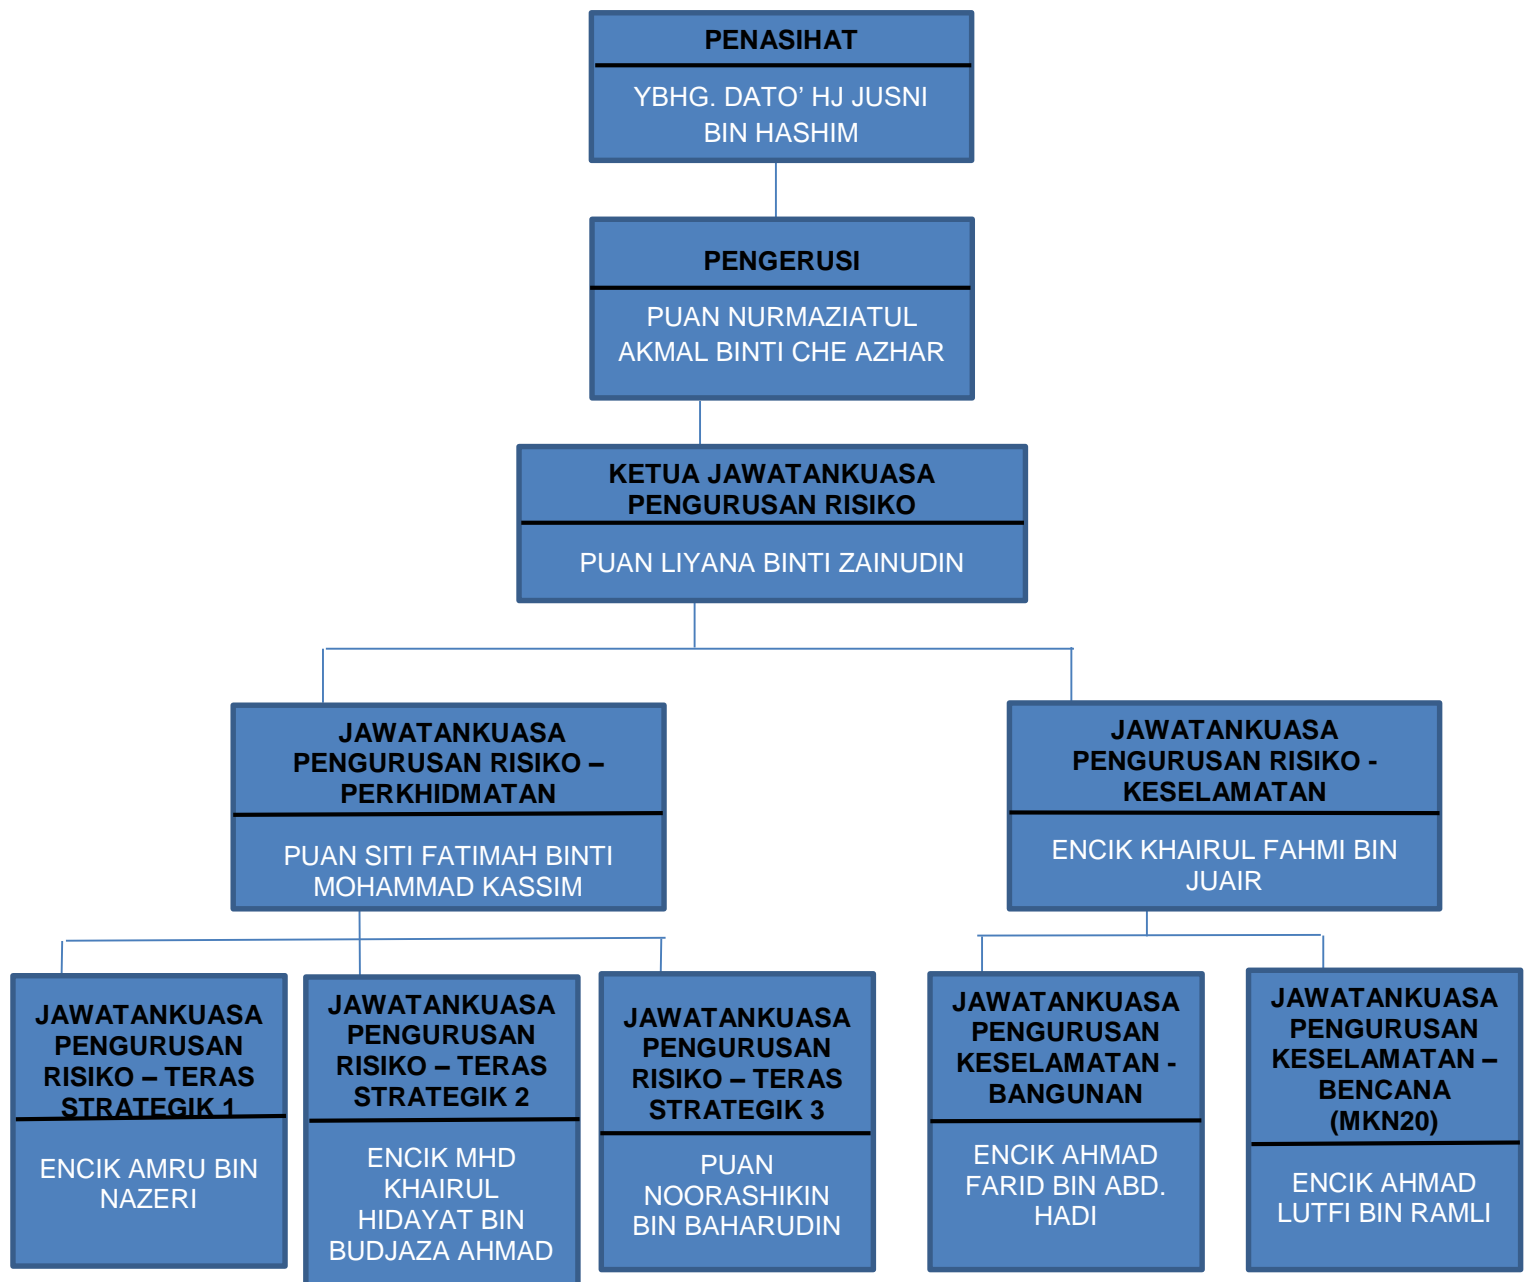 PENASIHAT
YBHG. DATO’ HJ JUSNI
BIN HASHIM
PENGERUSI
PUAN NURMAZIATUL
AKMAL BINTI CHE AZHAR
KETUA JAWATANKUASA
PENGURUSAN RISIKO
PUAN LIYANA BINTI ZAINUDIN
JAWATANKUASA
PENGURUSAN RISIKO –
PERKHIDMATAN
PUAN SITI FATIMAH BINTI
MOHAMMAD KASSIM
JAWATANKUASA
PENGURUSAN RISIKO -
KESELAMATAN
ENCIK KHAIRUL FAHMI BIN
JUAIR
JAWATANKUASA
PENGURUSAN
RISIKO – TERAS
STRATEGIK 1
ENCIK AMRU BIN
NAZERI
JAWATANKUASA
PENGURUSAN
RISIKO – TERAS
STRATEGIK 2
ENCIK MHD
KHAIRUL
HIDAYAT BIN
BUDJAZA AHMAD
JAWATANKUASA
PENGURUSAN
RISIKO – TERAS
STRATEGIK 3
PUAN
NOORASHIKIN
BIN BAHARUDIN
JAWATANKUASA
PENGURUSAN
KESELAMATAN -
BANGUNAN
ENCIK AHMAD
FARID BIN ABD.
HADI
JAWATANKUASA
PENGURUSAN
KESELAMATAN –
BENCANA
(MKN20)
ENCIK AHMAD
LUTFI BIN RAMLI